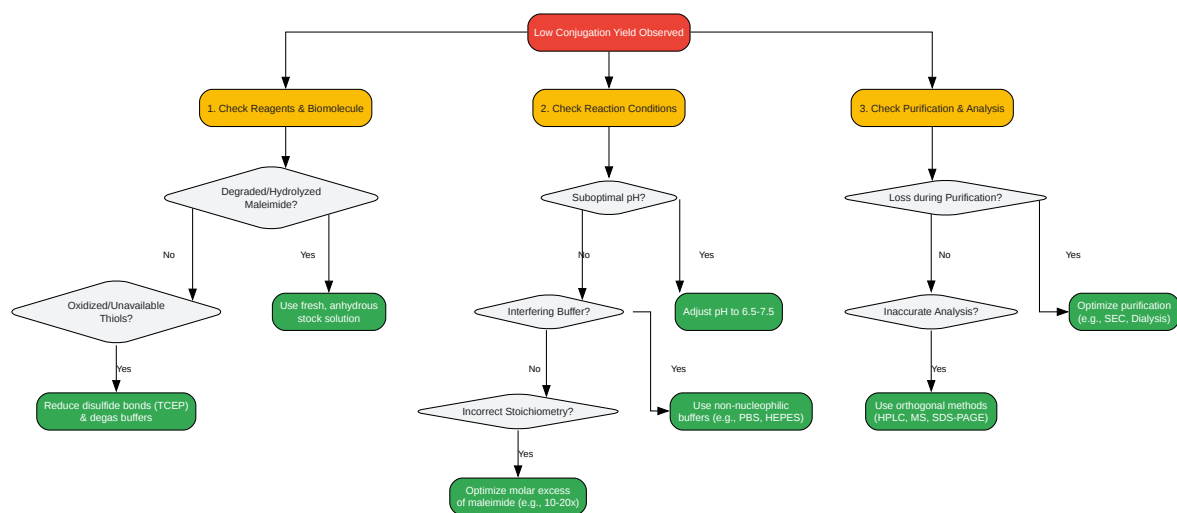 Low Conjugation Yield Observed
1. Check Reagents & Biomolecule
2. Check Reaction Conditions
3. Check Purification & Analysis
Degraded/Hydrolyzed
Maleimide?
Suboptimal pH?
Loss during Purification?
No
Yes
No
Yes
No
Yes
Oxidized/Unavailable
Thiols?
Use fresh, anhydrous
stock solution
Interfering Buffer?
Adjust pH to 6.5-7.5
Inaccurate Analysis?
Optimize purification
(e.g., SEC, Dialysis)
Yes
No
Yes
Yes
Reduce disulfide bonds (TCEP)
& degas buffers
Incorrect Stoichiometry?
Use non-nucleophilic
buffers (e.g., PBS, HEPES)
Use orthogonal methods
(HPLC, MS, SDS-PAGE)
Yes
Optimize molar excess
of maleimide (e.g., 10-20x)